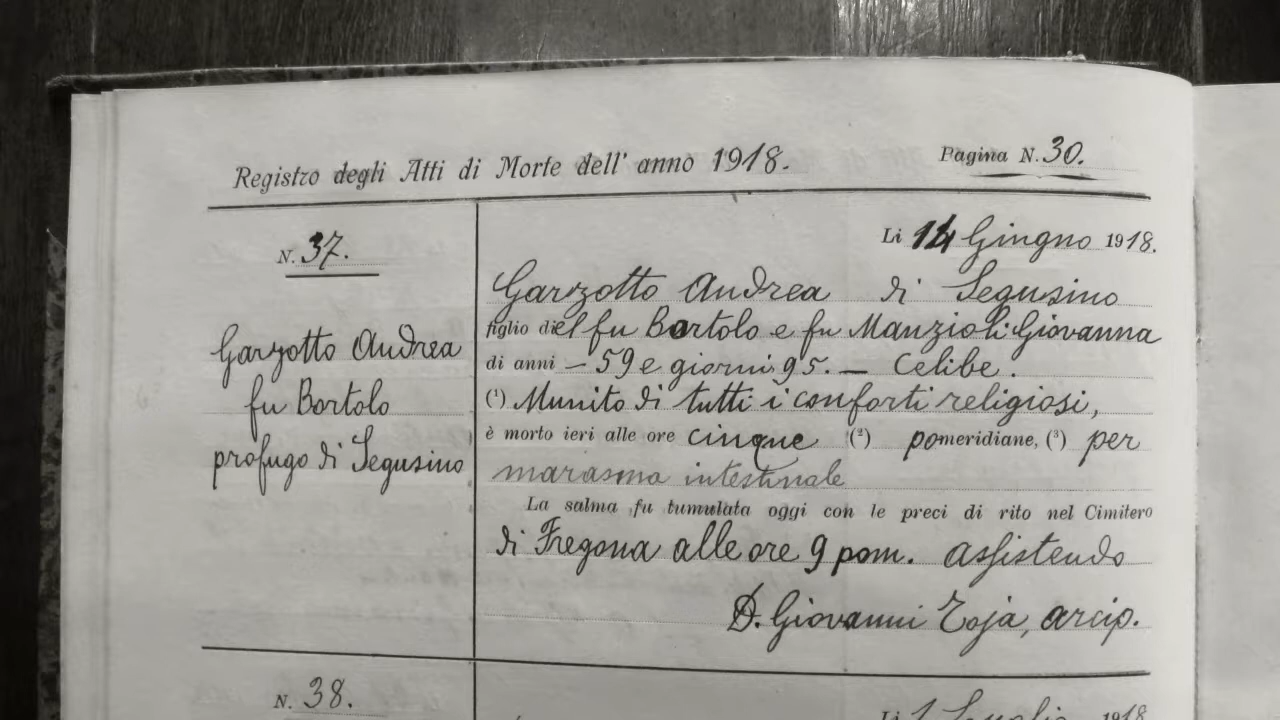 Registro degli Atti di Morte dell' anno 1918. Pagina N. 30.
N. 37.
Garzotto Andrea
fu Bortolo
profugo di Segusino
Li 14 Giugno 1918.
Garzotto Andrea di Segusino
figlio del fu Bortolo e fu Manzioli Giovanna
di anni – 59 e giorni 95. — Celibe.
(¹) Munito di tutti i conforti religiosi,
è morto ieri alle ore cinque (²) pomeridiane, (³) per
marasma intestinale
La salma fu tumulata oggi con le preci di rito nel Cimitero
di Fregona alle ore 9 pom. assistendo
D. Giovanni Toja, arcip.
N. 38.
Li 1 Luglio 1918